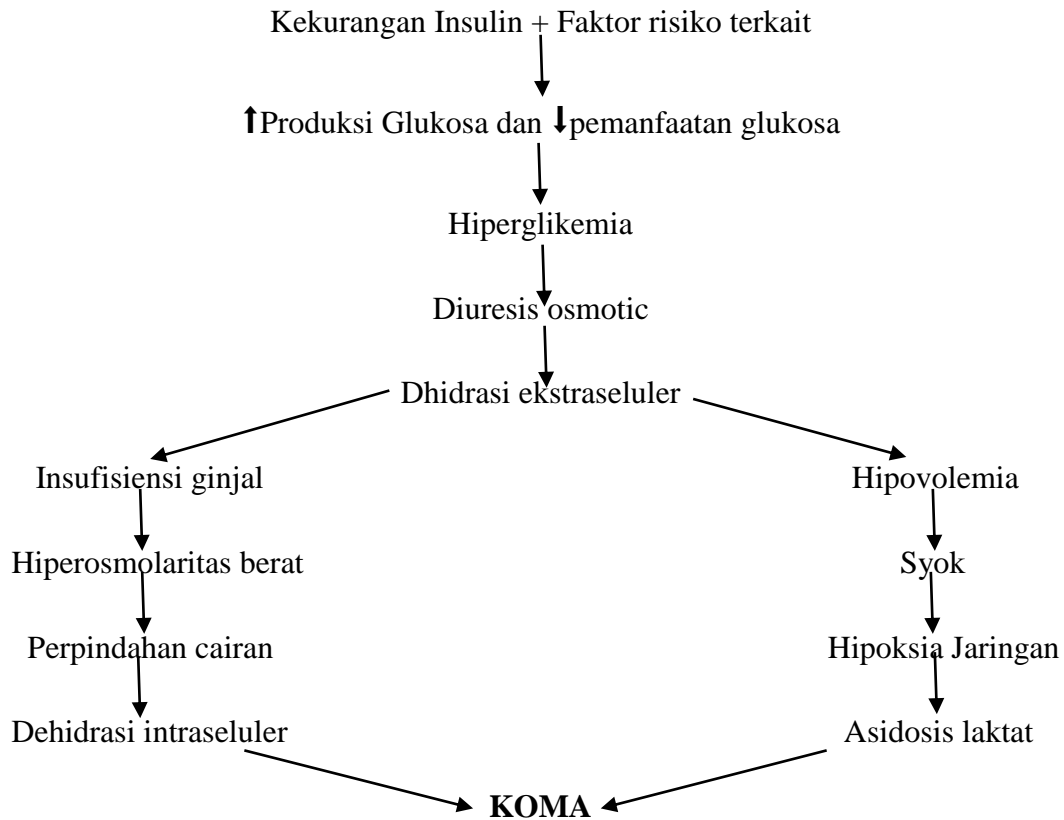 Kekurangan Insulin + Faktor risiko terkait
⬆Produksi Glukosa dan ⬇pemanfaatan glukosa
Hiperglikemia
Diuresis osmotic
Dhidrasi ekstraseluler
Insufisiensi ginjal
Hipovolemia
Hiperosmolaritas berat
Syok
Perpindahan cairan
Hipoksia Jaringan
Dehidrasi intraseluler
Asidosis laktat
KOMA